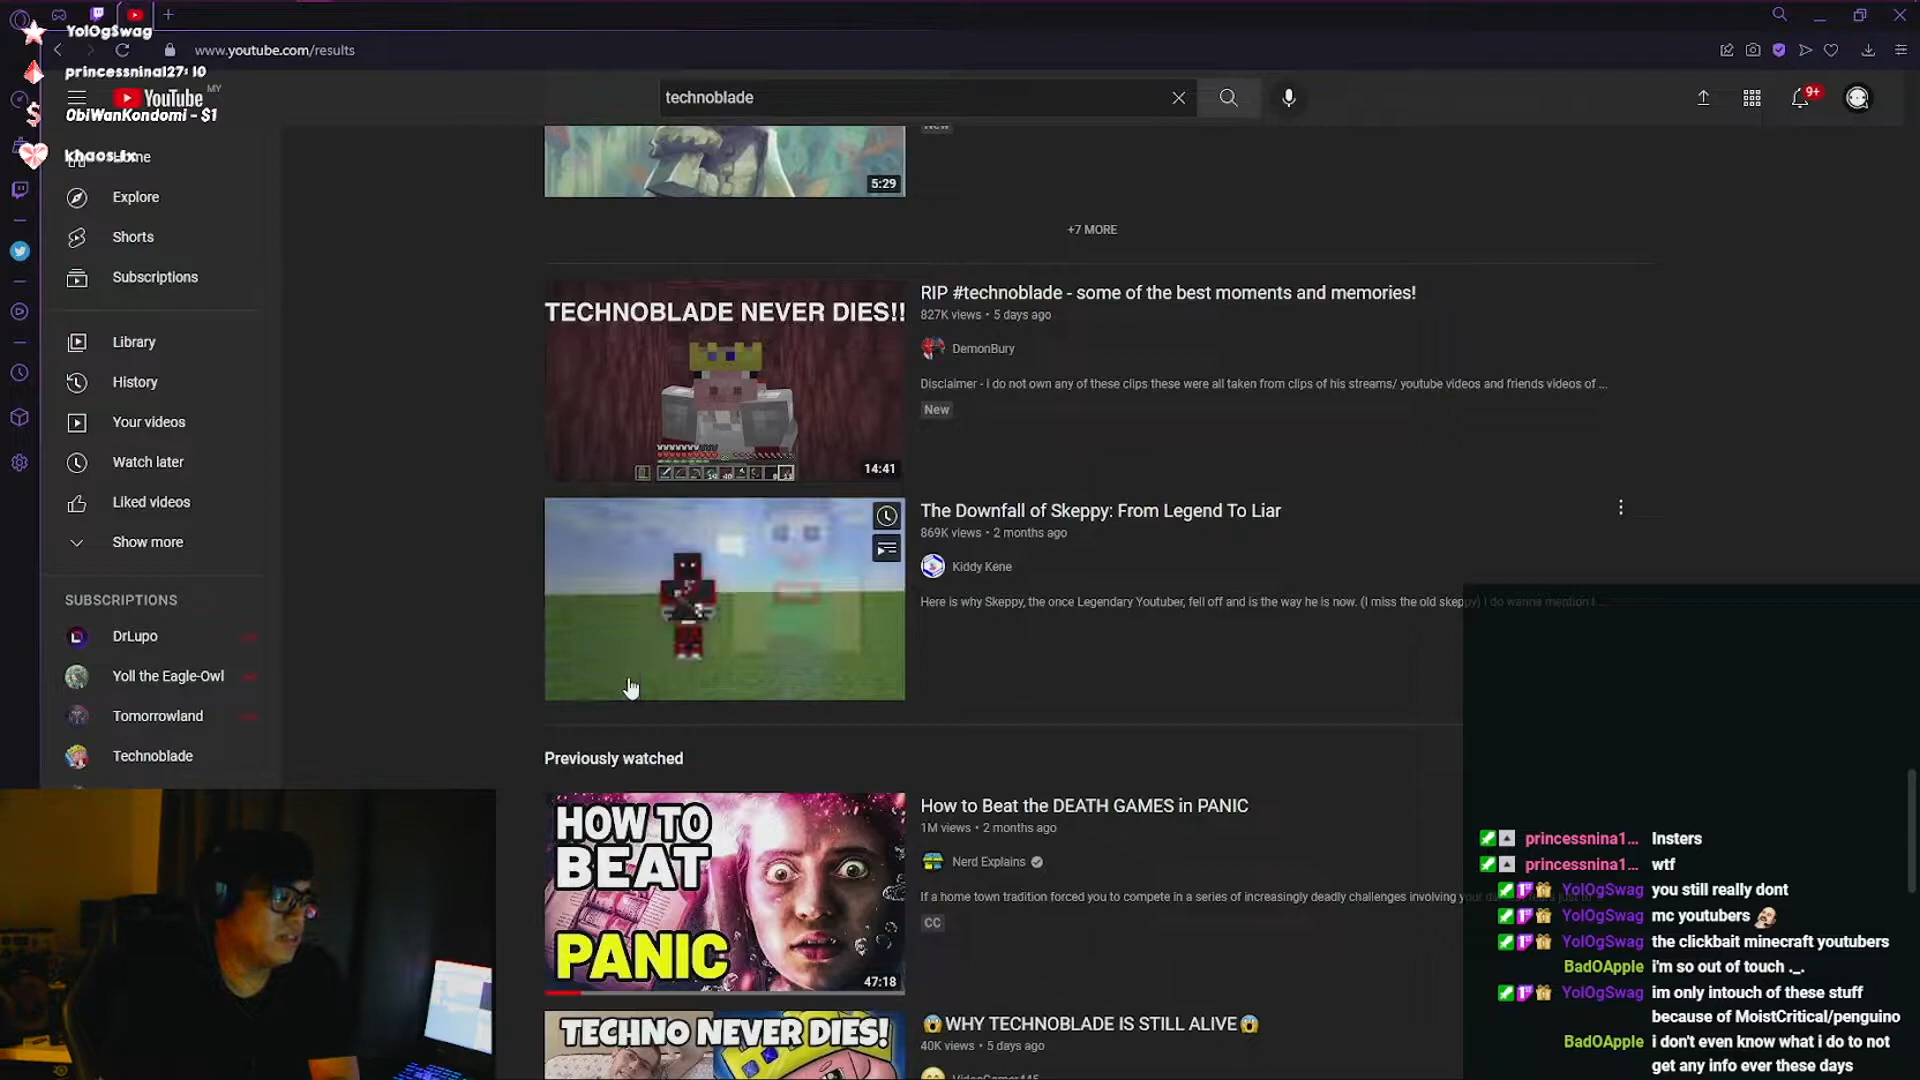 YolOgSwag
www.youtube.com/results
princessnina127: 10
YouTube
MY
technoblade
9+
ObiWanKondomi - $1
khaos_fx
Home
Explore
Shorts
Subscriptions
Library
History
Your videos
Watch later
Liked videos
Show more
SUBSCRIPTIONS
DrLupo
Yoll the Eagle-Owl
Tomorrowland
Technoblade
New
5:29
+7 MORE
TECHNOBLADE NEVER DIES!!
14:41
RIP #technoblade - some of the best moments and memories!
827K views • 5 days ago
DemonBury
Disclaimer - i do not own any of these clips these were all taken from clips of his streams/ youtube videos and friends videos of ...
New
The Downfall of Skeppy: From Legend To Liar
869K views • 2 months ago
Kiddy Kene
Here is why Skeppy, the once Legendary Youtuber, fell off and is the way he is now. (I miss the old skeppy) I do wanna mention I ...
Previously watched
HOW TO
BEAT
PANIC
47:18
How to Beat the DEATH GAMES in PANIC
1M views • 2 months ago
Nerd Explains
If a home town tradition forced you to compete in a series of increasingly deadly challenges involving
CC
TECHNO NEVER DIES!
😱WHY TECHNOBLADE IS STILL ALIVE😱
40K views • 5 days ago
princessnina1... Insters
princessnina1... wtf
YolOgSwag you still really dont
YolOgSwag mc youtubers
YolOgSwag the clickbait minecraft youtubers
BadOApple i'm so out of touch ._.
YolOgSwag im only intouch of these stuff
because of MoistCritical/penguino
BadOApple i don't even know what i do to not
get any info ever these days